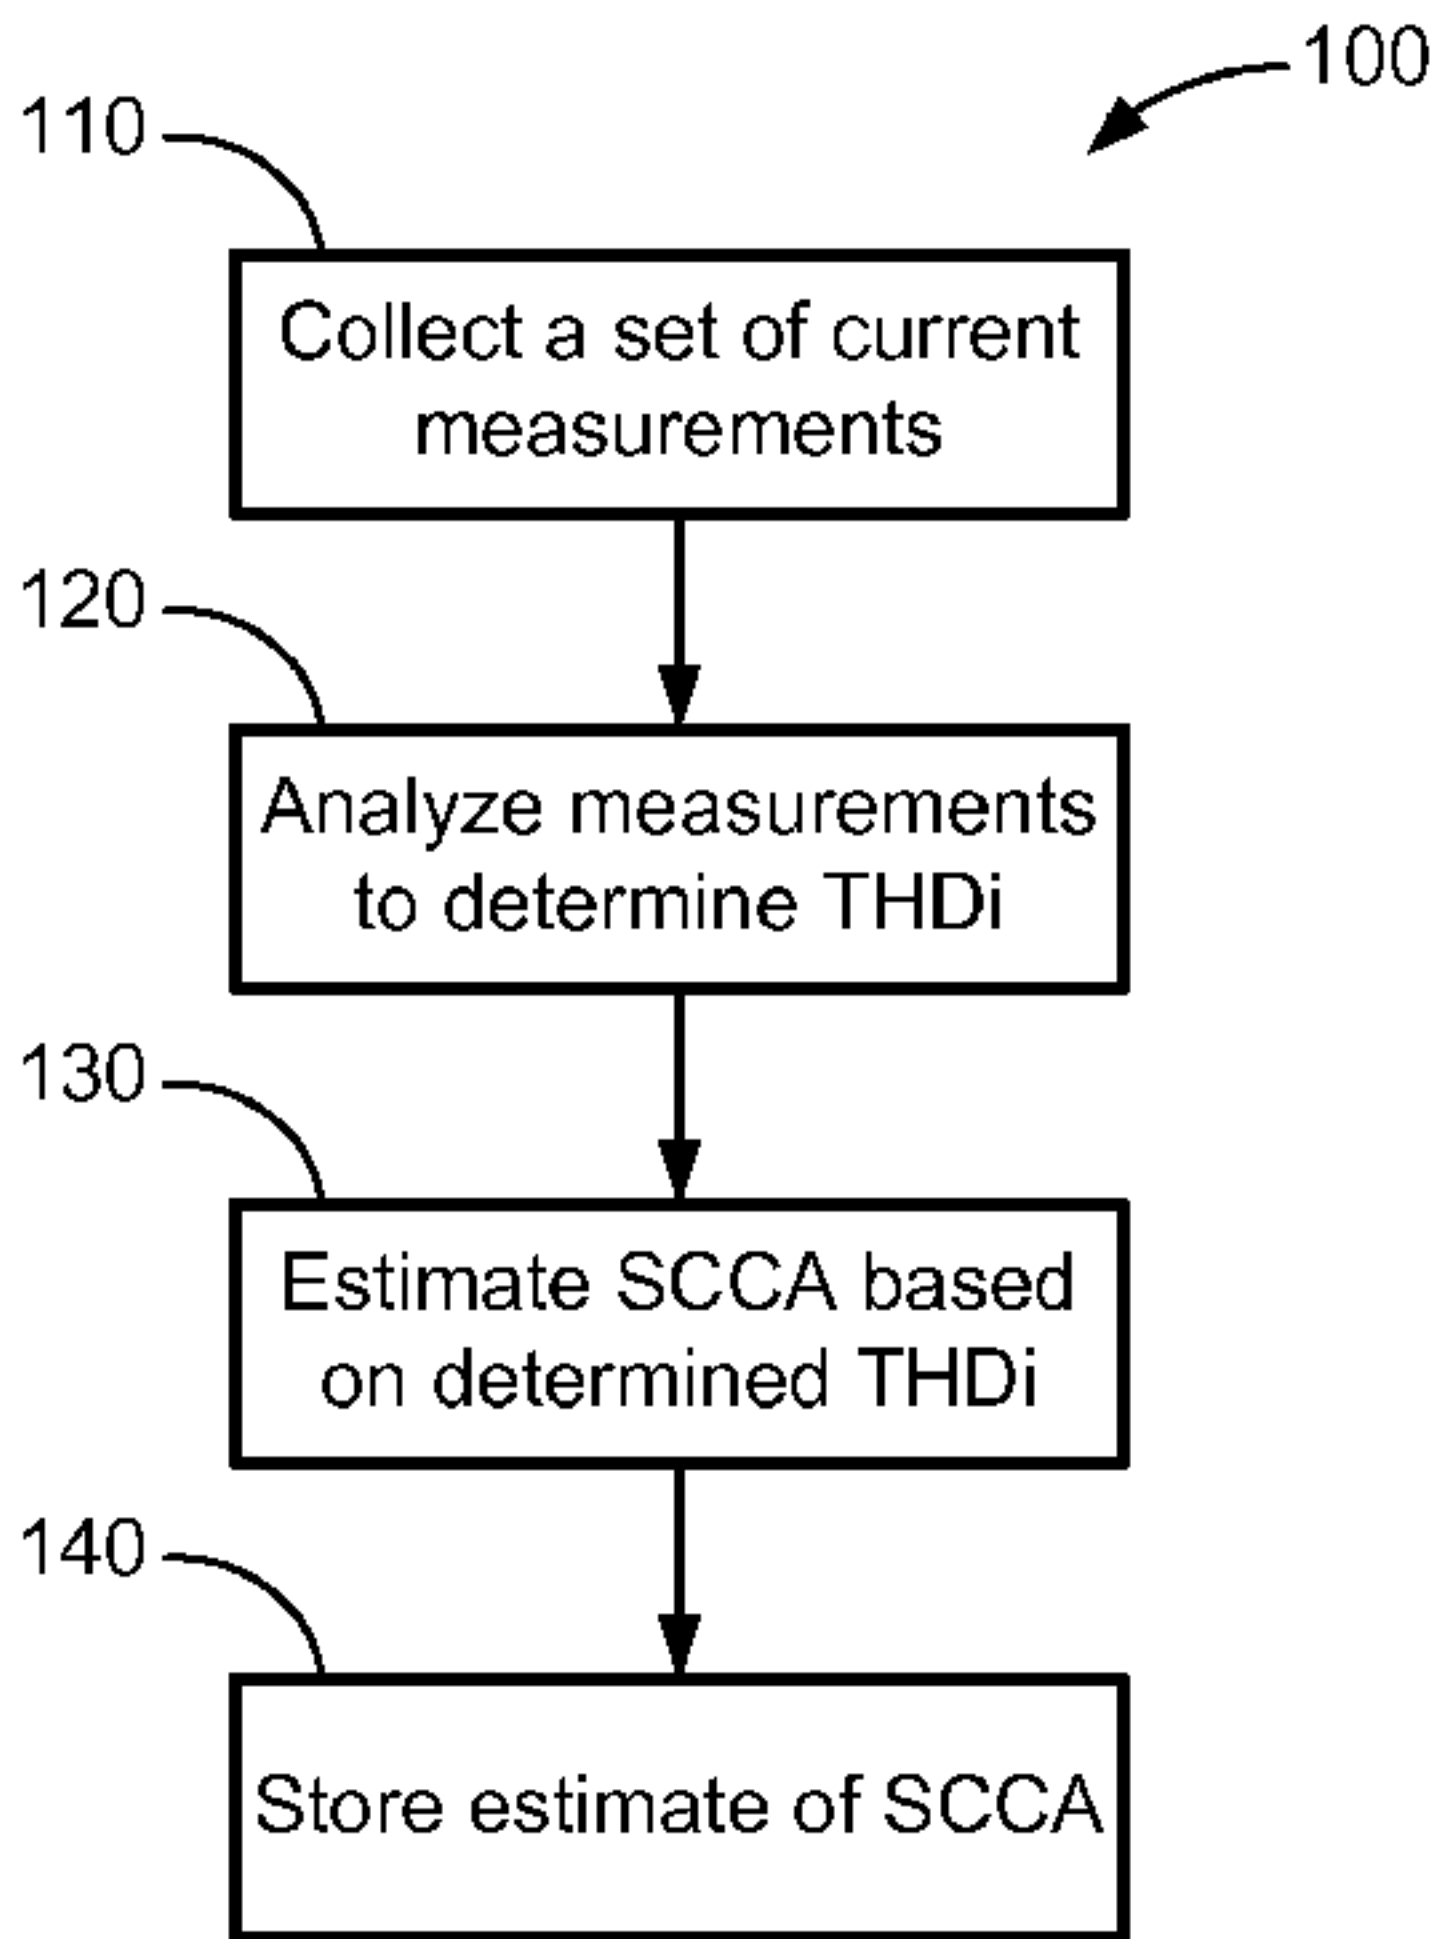 100
110
Collect a set of current
measurements
120
Analyze measurements
to determine THDi
130
Estimate SCCA based
on determined THDi
140
Store estimate of SCCA